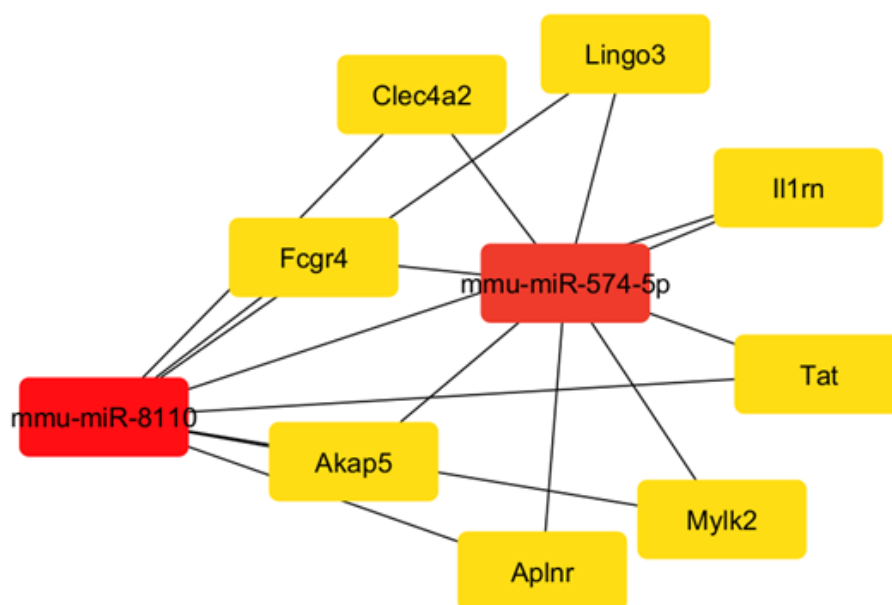 Lingo3
Clec4a2
Il1rn
Fcgr4
mmu-miR-574-5p
Tat
mmu-miR-8110
Akap5
Mylk2
Aplnr